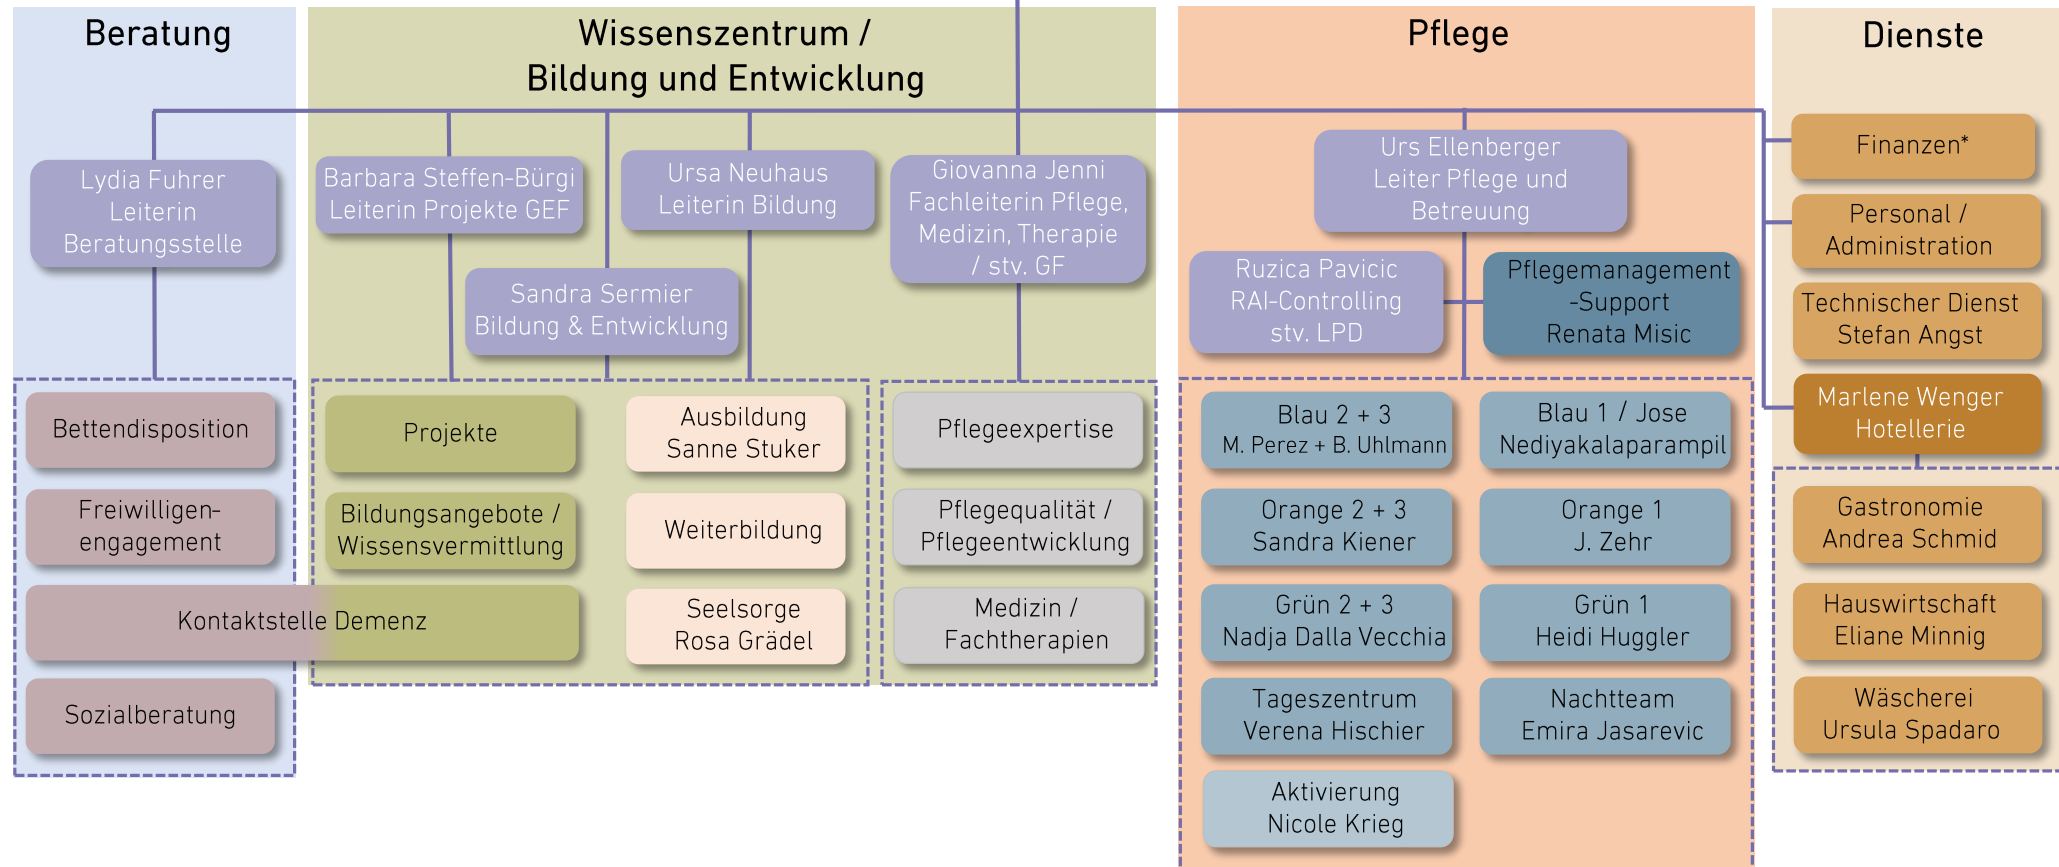 Beratung
Lydia Fuhrer
Leiterin
Beratungsstelle
Bettendisposition
Freiwilligen-
engagement
Kontaktstelle Demenz
Sozialberatung
Wissenszentrum /
Bildung und Entwicklung
Barbara Steffen-Bürgi
Leiterin Projekte GEF
Ursa Neuhaus
Leiterin Bildung
Sandra Sermier
Bildung & Entwicklung
Giovanna Jenni
Fachleiterin Pflege,
Medizin, Therapie
/ stv. GF
Projekte
Bildungsangebote /
Wissensvermittlung
Ausbildung
Sanne Stuker
Weiterbildung
Seelsorge
Rosa Grädel
Pflegeexpertise
Pflegequalität /
Pflegeentwicklung
Medizin /
Fachtherapien
Pflege
Urs Ellenberger
Leiter Pflege und
Betreuung
Ruzica Pavicic
RAI-Controlling
stv. LPD
Pflegemanagement
-Support
Renata Misic
Blau 2 + 3
M. Perez + B. Uhlmann
Blau 1 / Jose
Nediyakalaparampil
Orange 2 + 3
Sandra Kiener
Orange 1
J. Zehr
Grün 2 + 3
Nadja Dalla Vecchia
Grün 1
Heidi Huggler
Tageszentrum
Verena Hischier
Nachtteam
Emira Jasarevic
Aktivierung
Nicole Krieg
Dienste
Finanzen*
Personal /
Administration
Technischer Dienst
Stefan Angst
Marlene Wenger
Hotellerie
Gastronomie
Andrea Schmid
Hauswirtschaft
Eliane Minnig
Wäscherei
Ursula Spadaro